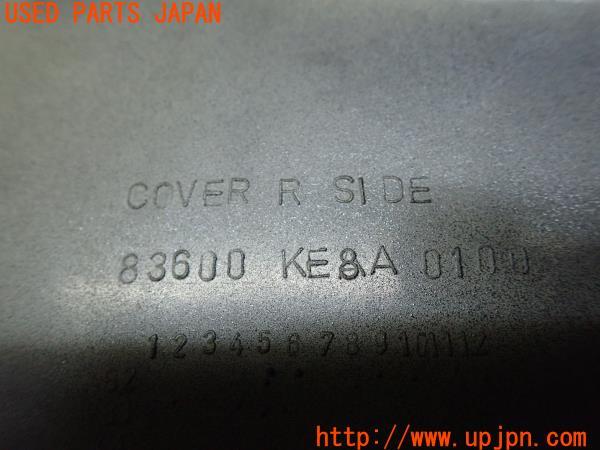 USED PARTS JAPAN
COVER R SIDE
83600 KE8A 0100
1 2 3 4 5 6 7 8 9 10 11 12
82
http://www.upjpn.com/